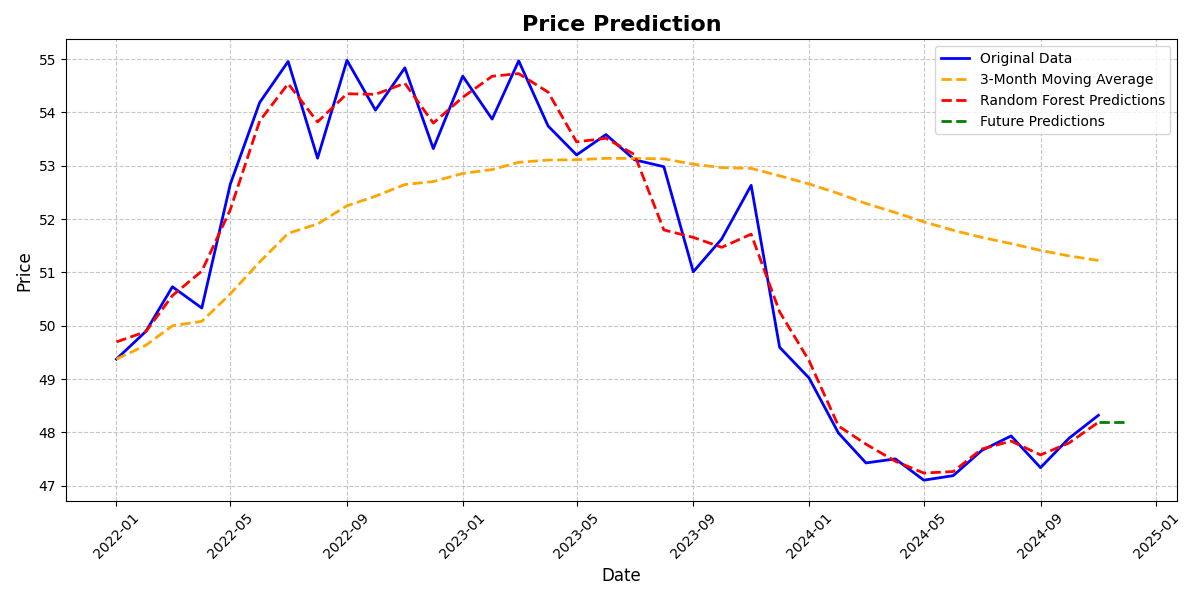 Price Prediction
Original Data
3-Month Moving Average
Random Forest Predictions
Future Predictions
Price
55
54
53
52
51
50
49
48
47
2022-01
2022-05
2022-09
2023-01
2023-05
2023-09
2024-01
2024-05
2024-09
2025-01
Date